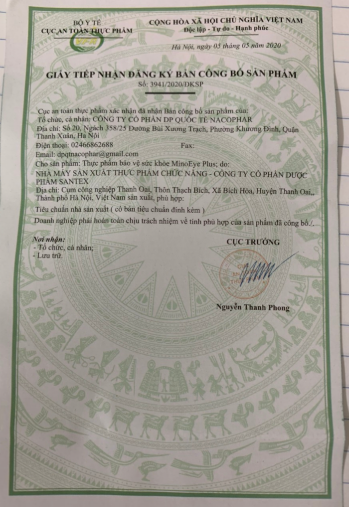 BỘ Y TẾ
CỤC AN TOÀN THỰC PHẨM
CỘNG HÒA XÃ HỘI CHỦ NGHĨA VIỆT NAM
Độc lập - Tự do - Hạnh phúc
Hà Nội, ngày 05 tháng 05 năm 2020
GIẤY TIẾP NHẬN ĐĂNG KÝ BẢN CÔNG BỐ SẢN PHẨM
Số: 3941/2020/ĐKSP
Cục an toàn thực phẩm xác nhận đã nhận Bản công bố sản phẩm của:
Tổ chức, cá nhân: CÔNG TY CỔ PHẦN DP QUỐC TẾ NACOPHAR
Địa chỉ: Số 20, Ngách 358/25 Đường Bùi Xương Trạch, Phường Khương Đình, Quận
Thanh Xuân, Hà Nội
Điện thoại: 02466862688 Fax:
Email: dpqtnacophar@gmail.com
Cho sản phẩm: Thực phẩm bảo vệ sức khỏe MinoEye Plus; do:
NHÀ MÁY SẢN XUẤT THỰC PHẨM CHỨC NĂNG - CÔNG TY CỔ PHẦN DƯỢC
PHẨM SANTEX
Địa chỉ: Cụm công nghiệp Thanh Oai, Thôn Thạch Bích, Xã Bích Hòa, Huyện Thanh Oai,,
Thành phố Hà Nội, Việt Nam sản xuất, phù hợp:
Tiêu chuẩn nhà sản xuất ( có bản tiêu chuẩn đính kèm )
Doanh nghiệp phải hoàn toàn chịu trách nhiệm về tính phù hợp của sản phẩm đã công bố./.
Nơi nhận:
- Tổ chức, cá nhân;
- Lưu trữ.
CỤC TRƯỞNG
Nguyễn Thanh Phong